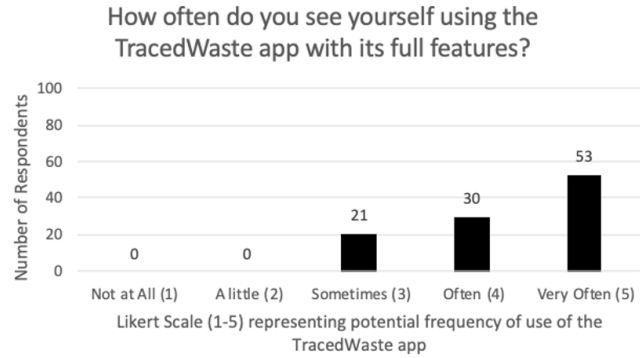 How often do you see yourself using the
TracedWaste app with its full features?
Number of Respondents
100
80
60
40
20
0
0
0
21
30
53
Not at All (1)
A little (2)
Sometimes (3)
Often (4)
Very Often (5)
Likert Scale (1-5) representing potential frequency of use of the
TracedWaste app